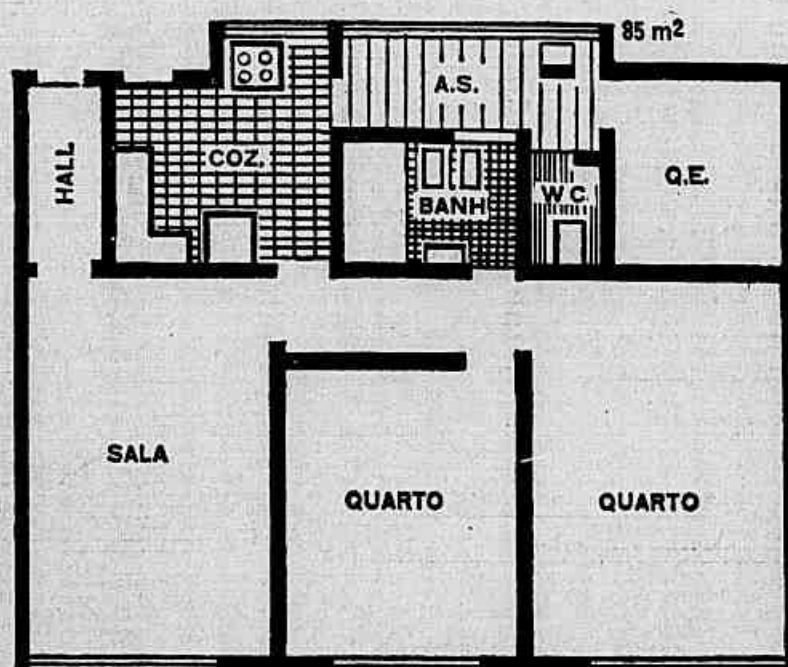 85 m²
A.S.
HALL
COZ.
BANH
W.C.
Q.E.
SALA
QUARTO
QUARTO